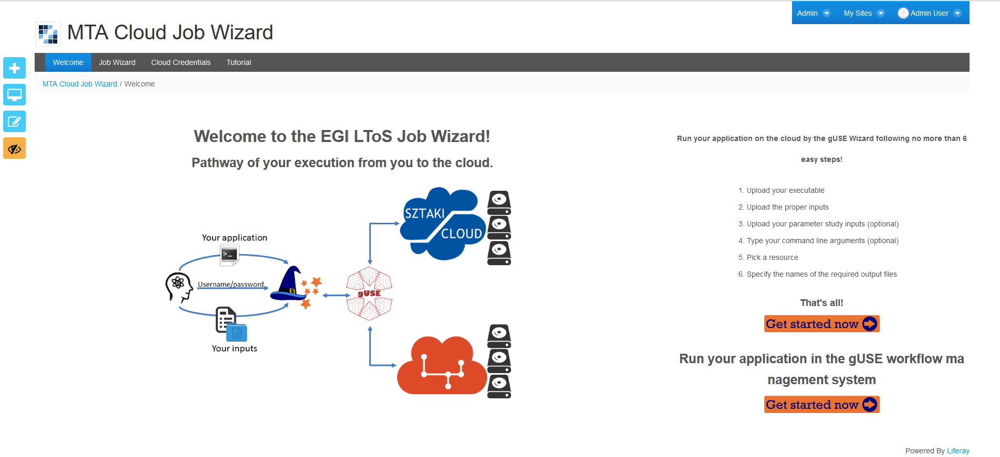 Admin
My Sites
Admin User
MTA Cloud Job Wizard
Welcome
Job Wizard
Cloud Credentials
Tutorial
MTA Cloud Job Wizard / Welcome
Welcome to the EGI LToS Job Wizard!
Pathway of your execution from you to the cloud.
SZTAKI
CLOUD
Your application
>_
Username/password
gUSE
Your inputs
Run your application on the cloud by the gUSE Wizard following no more than 6
easy steps!
1. Upload your executable
2. Upload the proper inputs
3. Upload your parameter study inputs (optional)
4. Type your command line arguments (optional)
5. Pick a resource
6. Specify the names of the required output files
That's all!
Get started now
Run your application in the gUSE workflow ma
nagement system
Get started now
Powered By Liferay